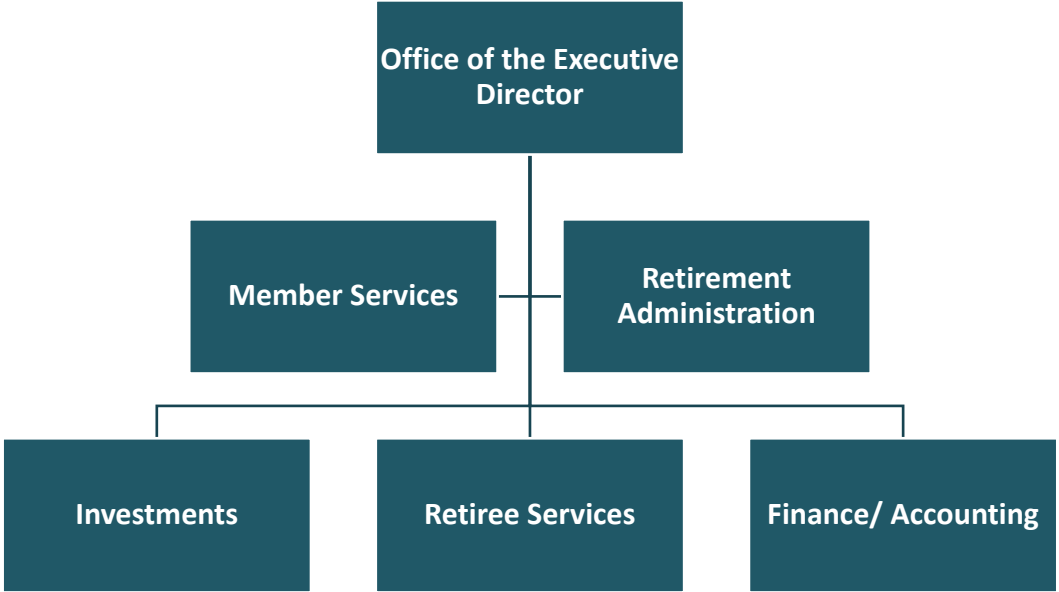 Office of the Executive
Director
Member Services
Retirement
Administration
Investments
Retiree Services
Finance/ Accounting